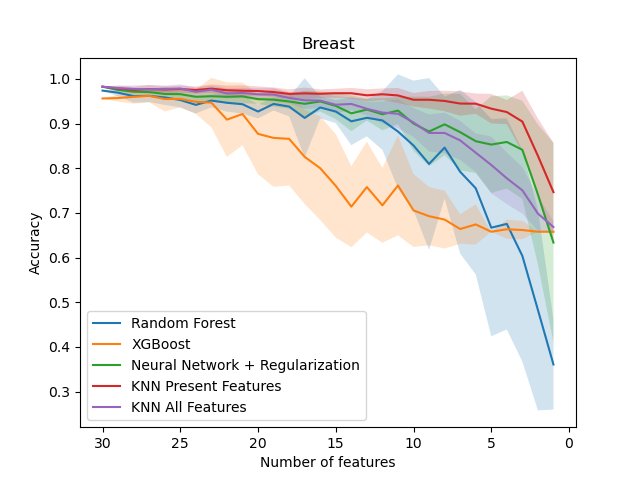 Breast
1.0
0.9
0.8
0.7
0.6
0.5
0.4
0.3
Accuracy
Random Forest
XGBoost
Neural Network + Regularization
KNN Present Features
KNN All Features
30 25 20 15 10 5 0
Number of features